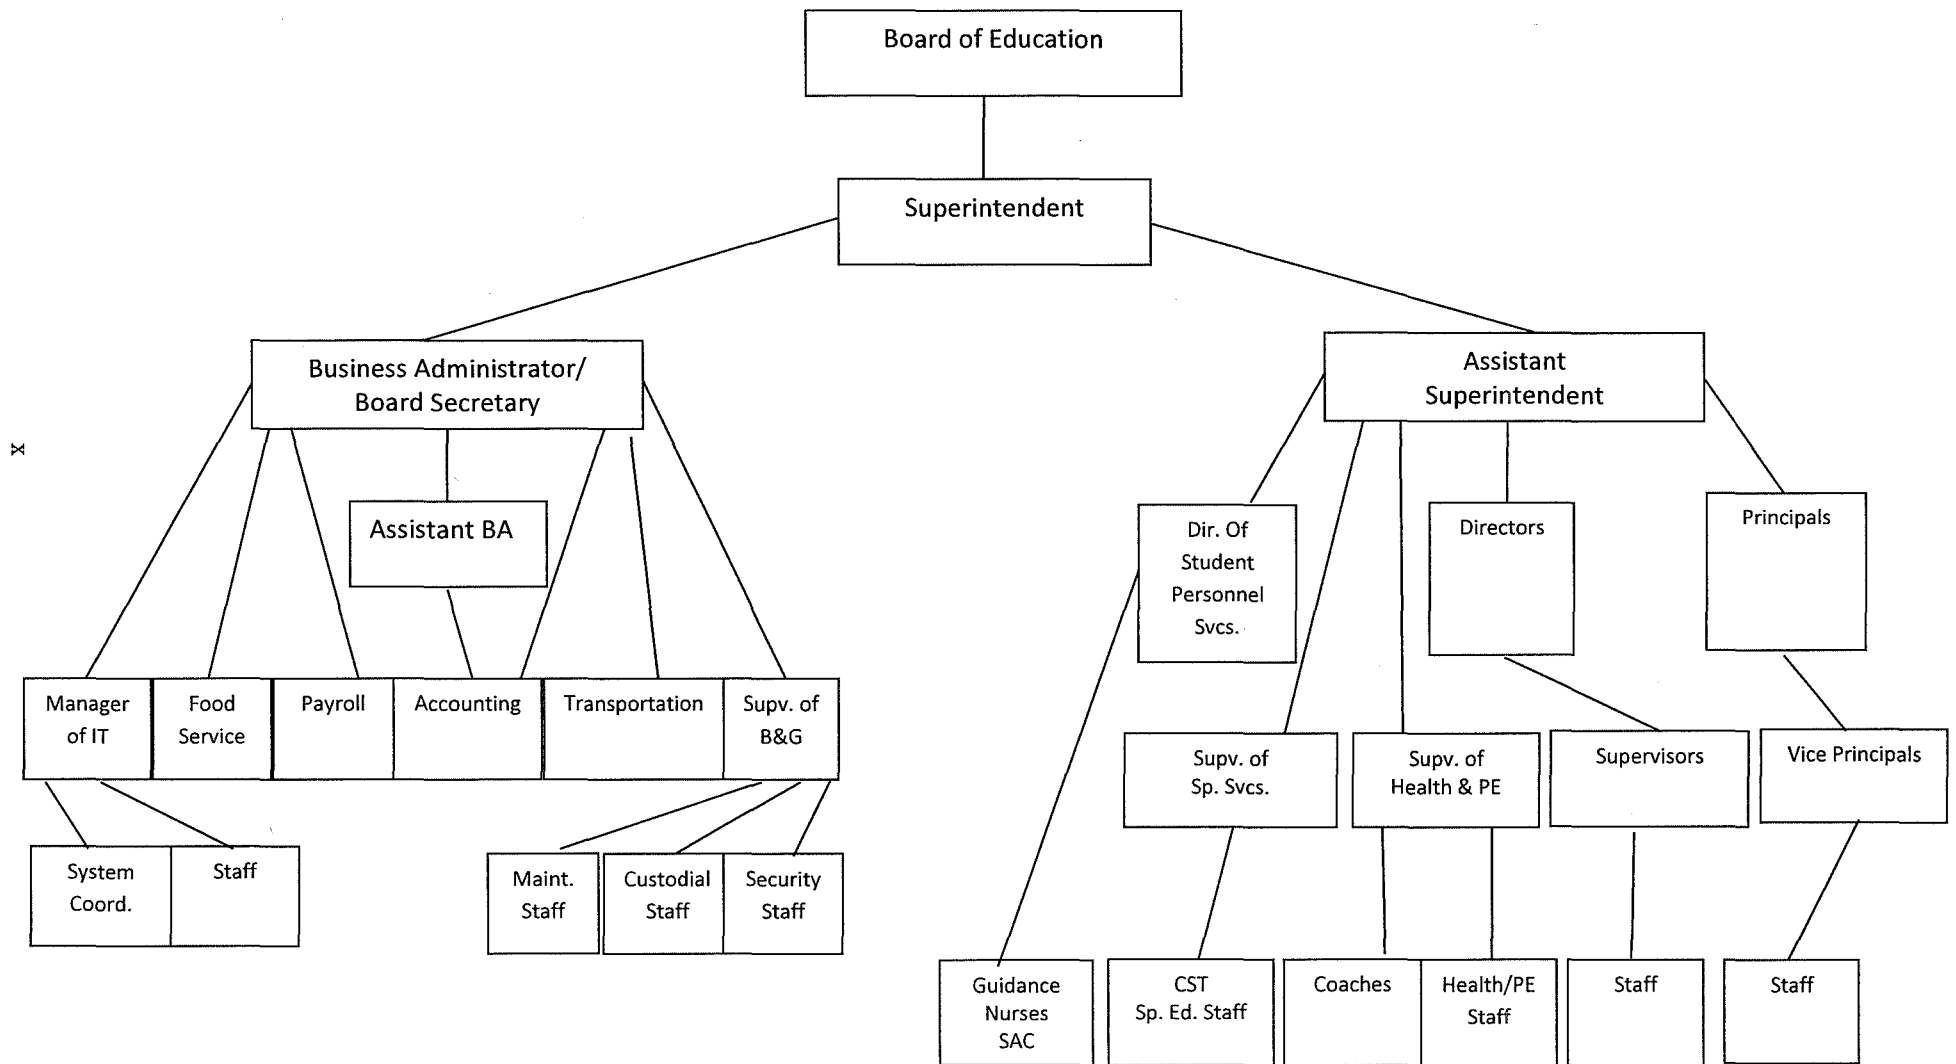 Board of Education
Superintendent
Business Administrator/
Board Secretary
Assistant
Superintendent
x
Assistant BA
Dir. Of
Student
Personnel
Svcs.
Directors
Principals
Manager
of IT
Food
Service
Payroll
Accounting
Transportation
Supv. of
B&G
Supv. of
Sp. Svcs.
Supv. of
Health & PE
Supervisors
Vice Principals
System
Coord.
Staff
Maint.
Staff
Custodial
Staff
Security
Staff
Guidance
Nurses
SAC
CST
Sp. Ed. Staff
Coaches
Health/PE
Staff
Staff
Staff